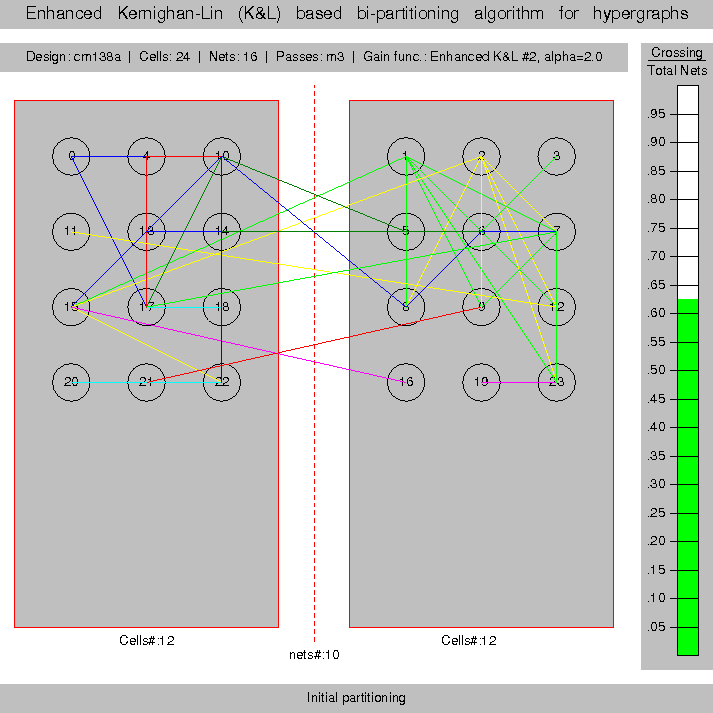 Enhanced Kernighan-Lin (K&L) based bi-partitioning algorithm for hypergraphs
Design: cm138a | Cells: 24 | Nets: 16 | Passes: m3 | Gain func.: Enhanced K&L #2, alpha=2.0
Crossing
Total Nets
0 4 10 1 2 3
11 13 14 5 6 7
15 17 18 8 9 12
20 21 22 16 19 23
.95
.90
.85
.80
.75
.70
.65
.60
.55
.50
.45
.40
.35
.30
.25
.20
.15
.10
.05
Cells#:12
Cells#:12
nets#:10
Initial partitioning